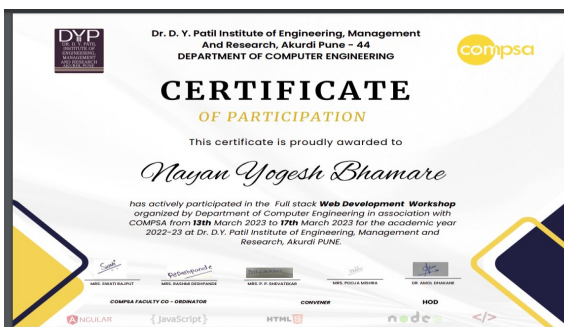 DYP
DR. D. Y. PATIL
INSTITUTE OF
ENGINEERING,
MANAGEMENT
AND RESEARCH
AKURDI, PUNE
Dr. D. Y. Patil Institute of Engineering, Management
And Research, Akurdi Pune - 44
DEPARTMENT OF COMPUTER ENGINEERING
compsa
CERTIFICATE
OF PARTICIPATION
This certificate is proudly awarded to
Nayan Yogesh Bhamare
has actively participated in the Full stack Web Development Workshop
organized by Department of Computer Engineering in association with
COMPSA from 13th March 2023 to 17th March 2023 for the academic year
2022-23 at Dr. D.Y. Patil Institute of Engineering, Management and
Research, Akurdi PUNE.
RRDeshpande
MRS. SWATI RAJPUT MRS. RASHMI DESHPANDE MRS. P. P. SHEVATEKAR MRS. POOJA MISHRA DR. AMOL DHAKANE
COMPSA FACULTY CO - ORDINATOR CONVENER HOD
ANGULAR { JavaScript } HTML 5 node </>